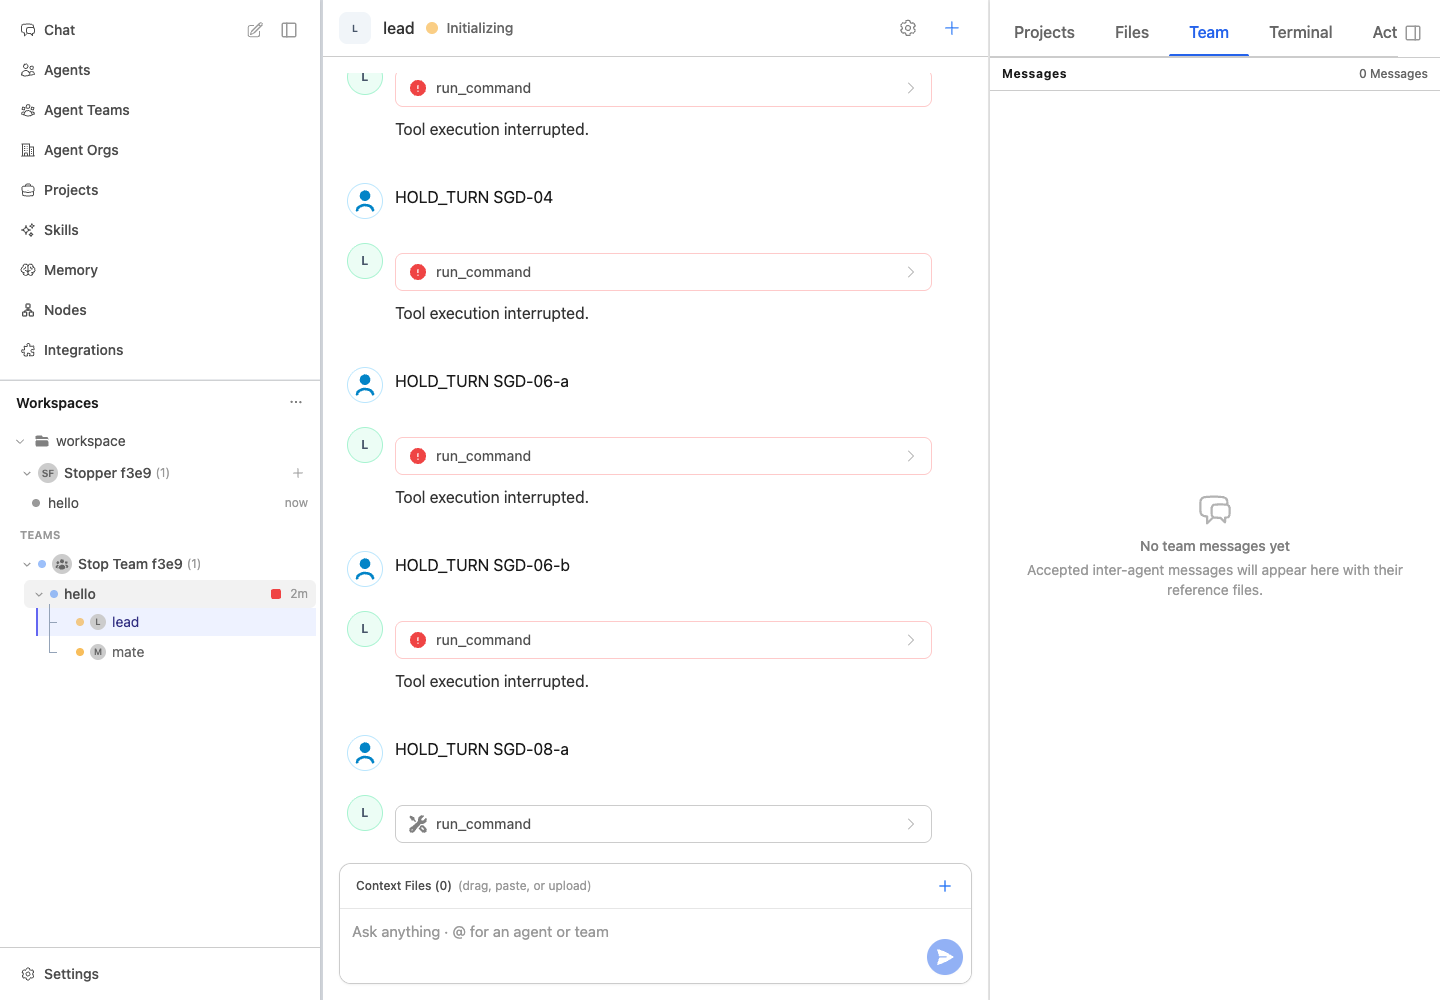 Chat
Agents
Agent Teams
Agent Orgs
Projects
Skills
Memory
Nodes
Integrations
Workspaces
workspace
SF Stopper f3e9 (1)
hello now
TEAMS
Stop Team f3e9 (1)
hello 2m
L lead
M mate
Settings
L lead Initializing
L run_command
Tool execution interrupted.
HOLD_TURN SGD-04
L run_command
Tool execution interrupted.
HOLD_TURN SGD-06-a
L run_command
Tool execution interrupted.
HOLD_TURN SGD-06-b
L run_command
Tool execution interrupted.
HOLD_TURN SGD-08-a
L run_command
Context Files (0) (drag, paste, or upload)
Ask anything · @ for an agent or team
Projects Files Team Terminal Act
Messages 0 Messages
No team messages yet
Accepted inter-agent messages will appear here with their
reference files.